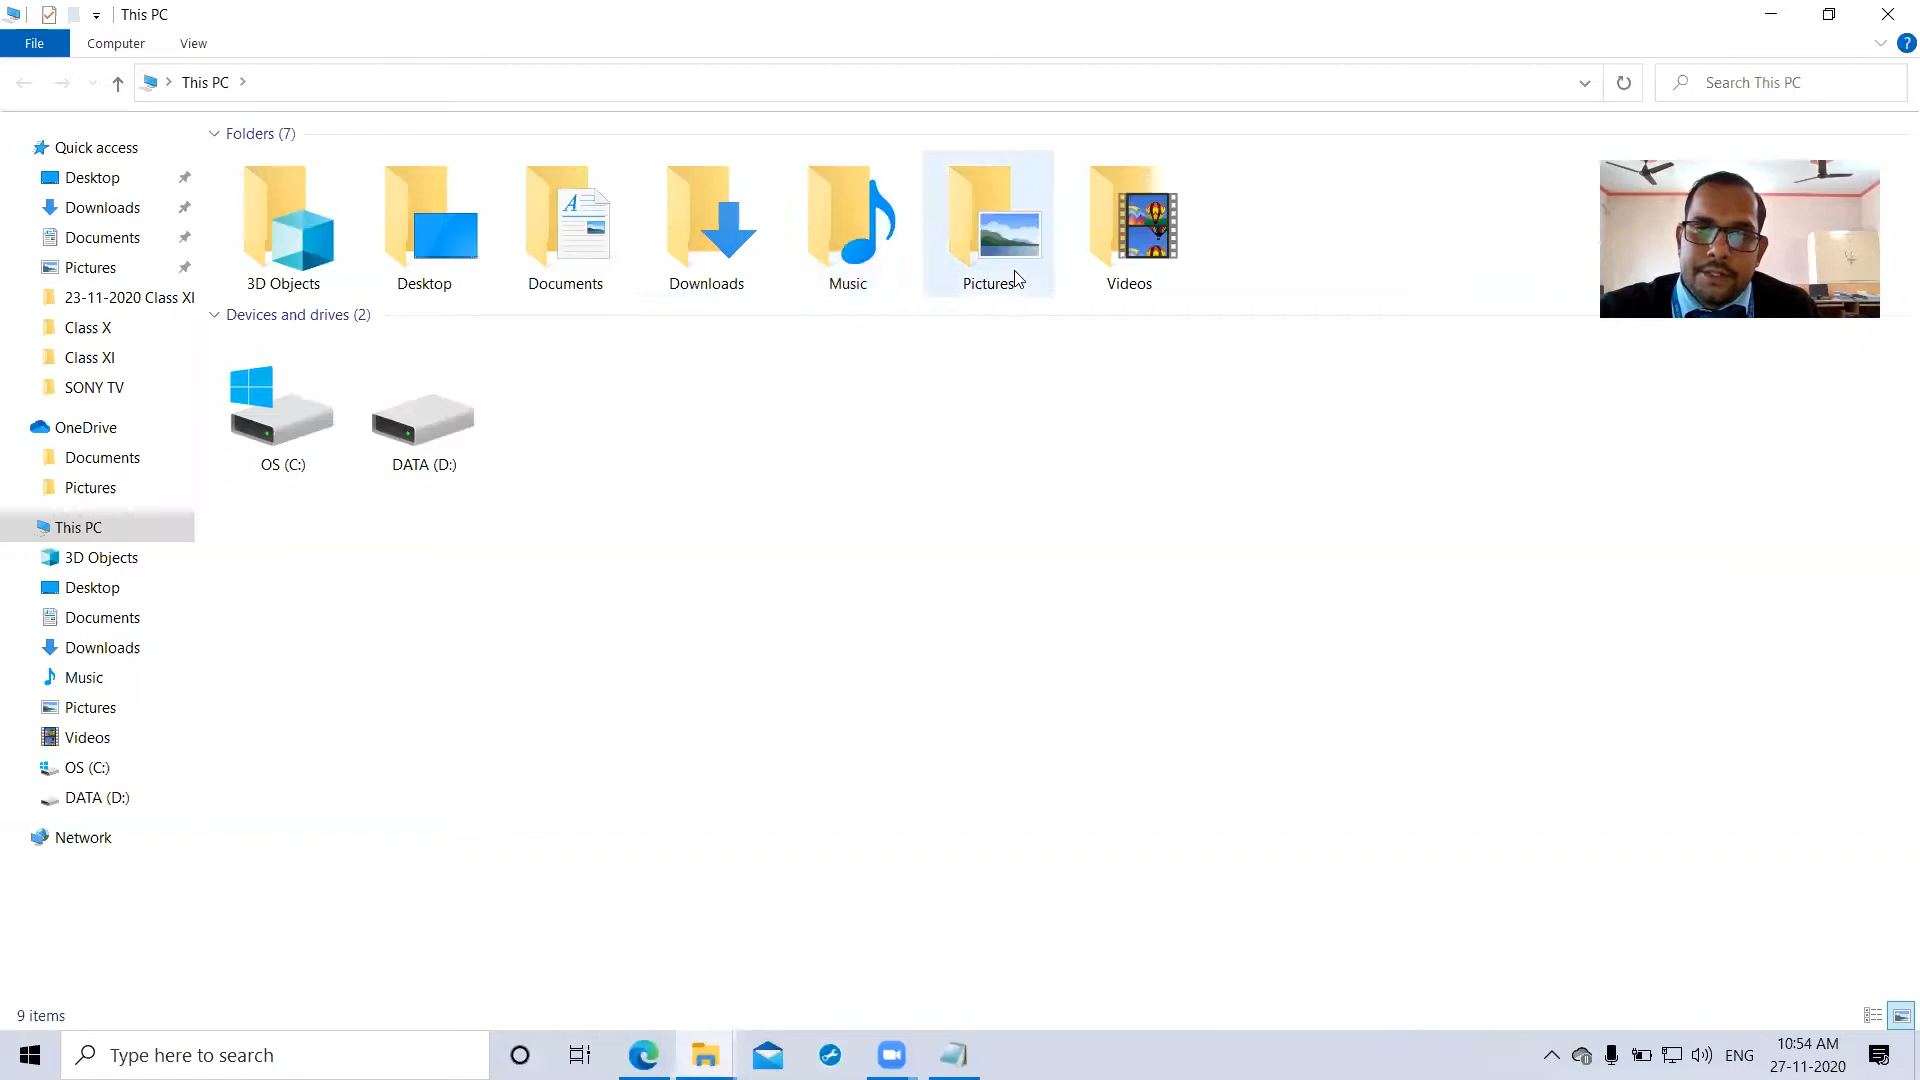 This PC
File Computer View
This PC
Search This PC
Quick access
Desktop
Downloads
Documents
Pictures
23-11-2020 Class XI
Class X
Class XI
SONY TV
OneDrive
Documents
Pictures
This PC
3D Objects
Desktop
Documents
Downloads
Music
Pictures
Videos
OS (C:)
DATA (D:)
Network
Folders (7)
3D Objects Desktop Documents Downloads Music Pictures Videos
Devices and drives (2)
OS (C:) DATA (D:)
9 items
Type here to search
ENG
10:54 AM
27-11-2020